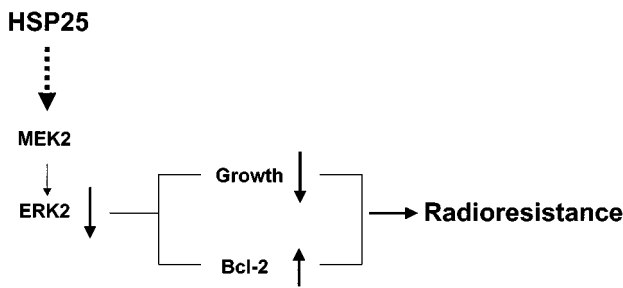 HSP25
MEK2
ERK2
Growth
Bcl-2
Radioresistance